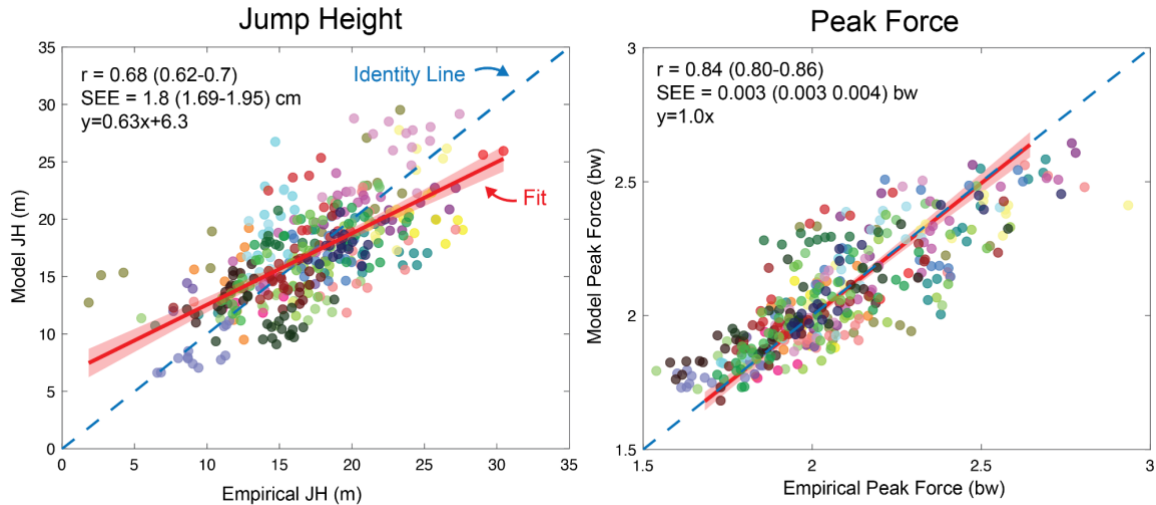 Jump Height
35
30
25
20
15
10
5
0
Model JH (m)
r = 0.68 (0.62-0.7)
SEE = 1.8 (1.69-1.95) cm
y=0.63x+6.3
Identity Line
Fit
0 5 10 15 20 25 30 35
Empirical JH (m)
Peak Force
3
2.5
2
1.5
Model Peak Force (bw)
r = 0.84 (0.80-0.86)
SEE = 0.003 (0.003 0.004) bw
y=1.0x
1.5 2 2.5 3
Empirical Peak Force (bw)